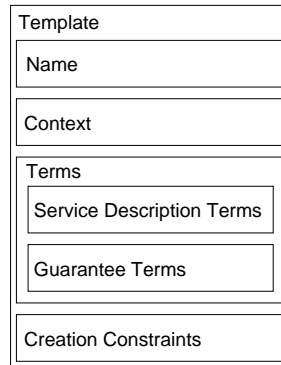 Template
Name
Context
Terms
Service Description Terms
Guarantee Terms
Creation Constraints